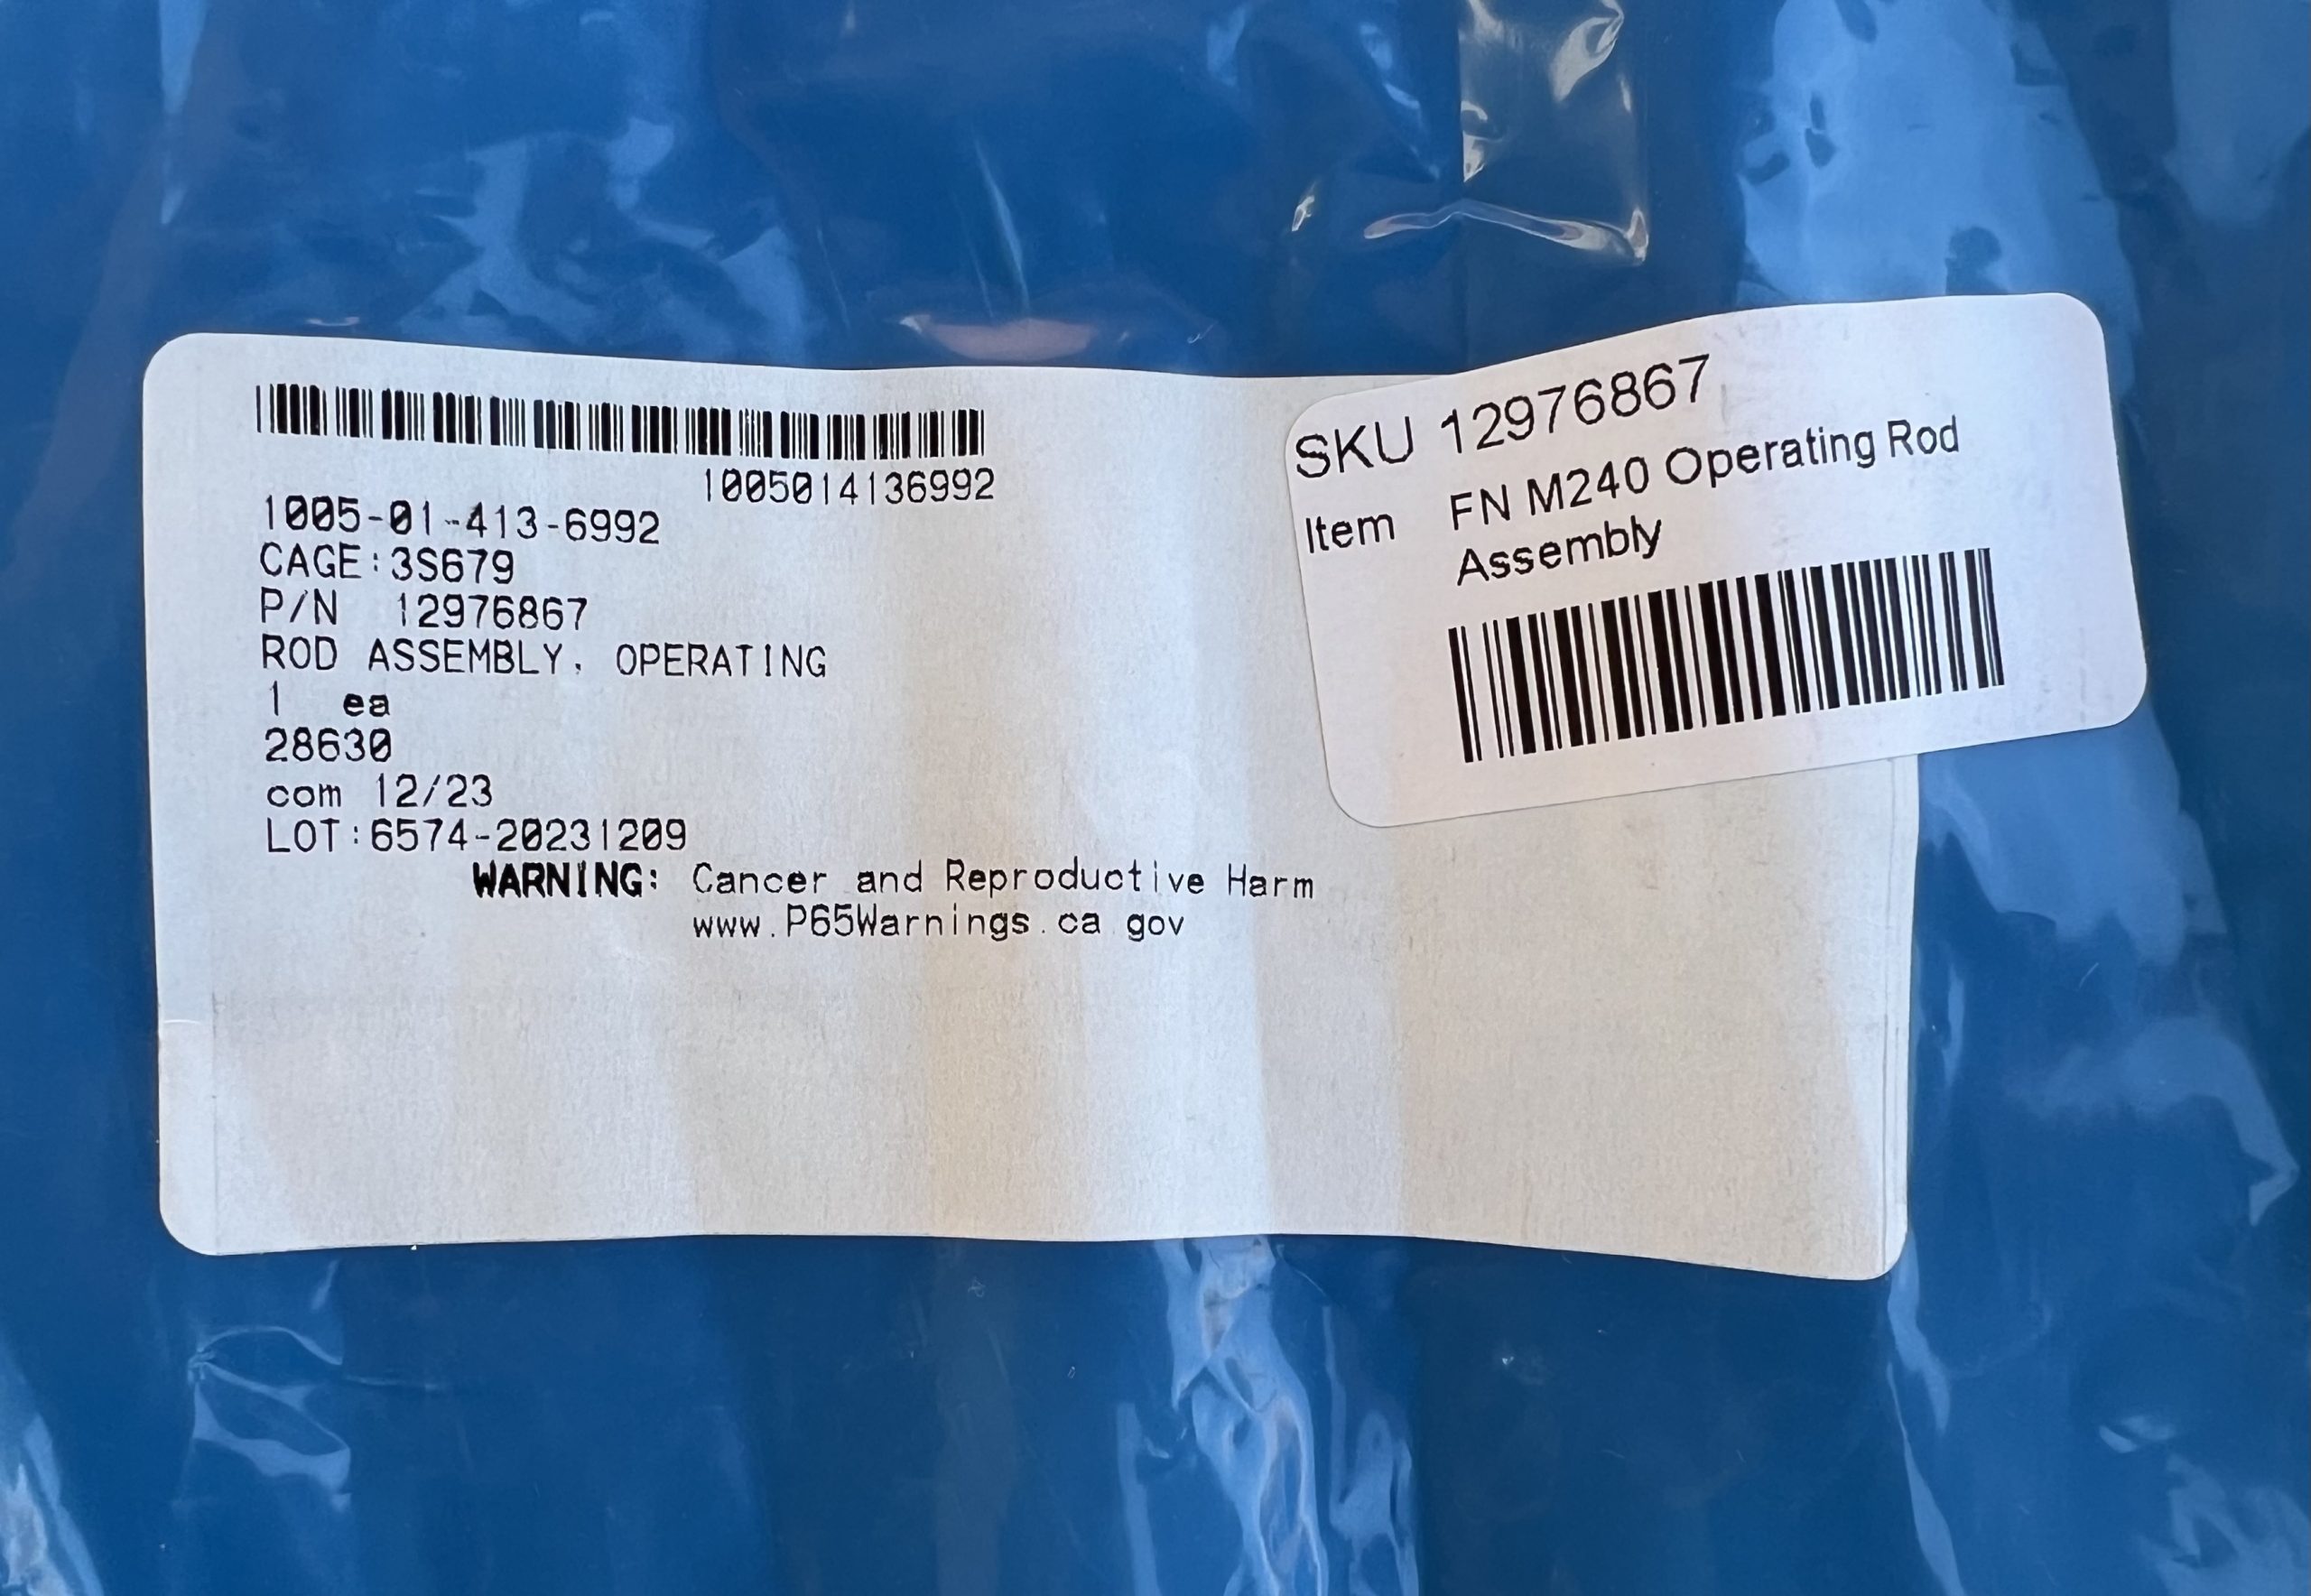 1005014136992
1005-01-413-6992
CAGE:3S679
P/N 12976867
ROD ASSEMBLY, OPERATING
1 ea
28630
com 12/23
LOT:6574-20231209
WARNING: Cancer and Reproductive Harm
www.P65Warnings.ca.gov
SKU 12976867
Item FN M240 Operating Rod
Assembly